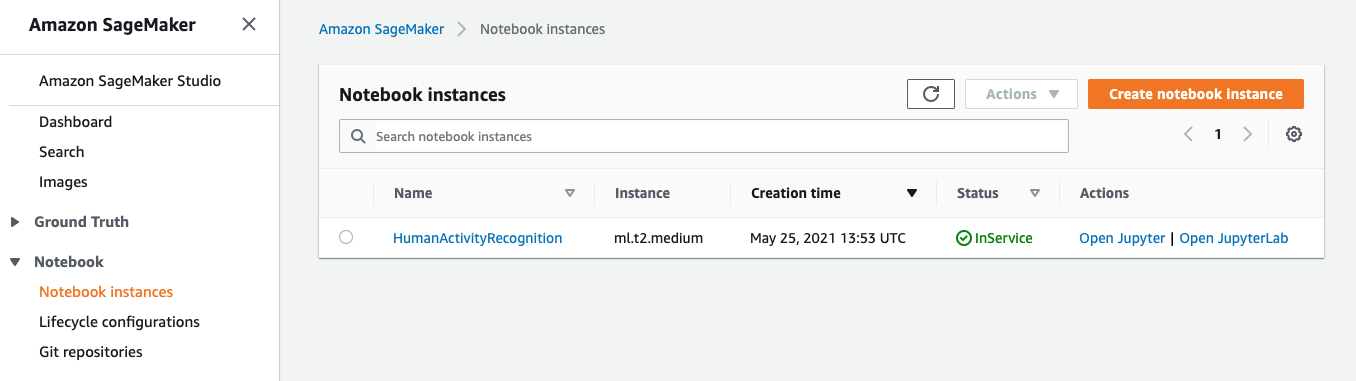 Amazon SageMaker
Amazon SageMaker Studio
Dashboard
Search
Images
Ground Truth
Notebook
Notebook instances
Lifecycle configurations
Git repositories
Amazon SageMaker Notebook instances
Notebook instances Actions Create notebook instance
Search notebook instances 1
Name Instance Creation time Status Actions
HumanActivityRecognition ml.t2.medium May 25, 2021 13:53 UTC InService Open Jupyter | Open JupyterLab